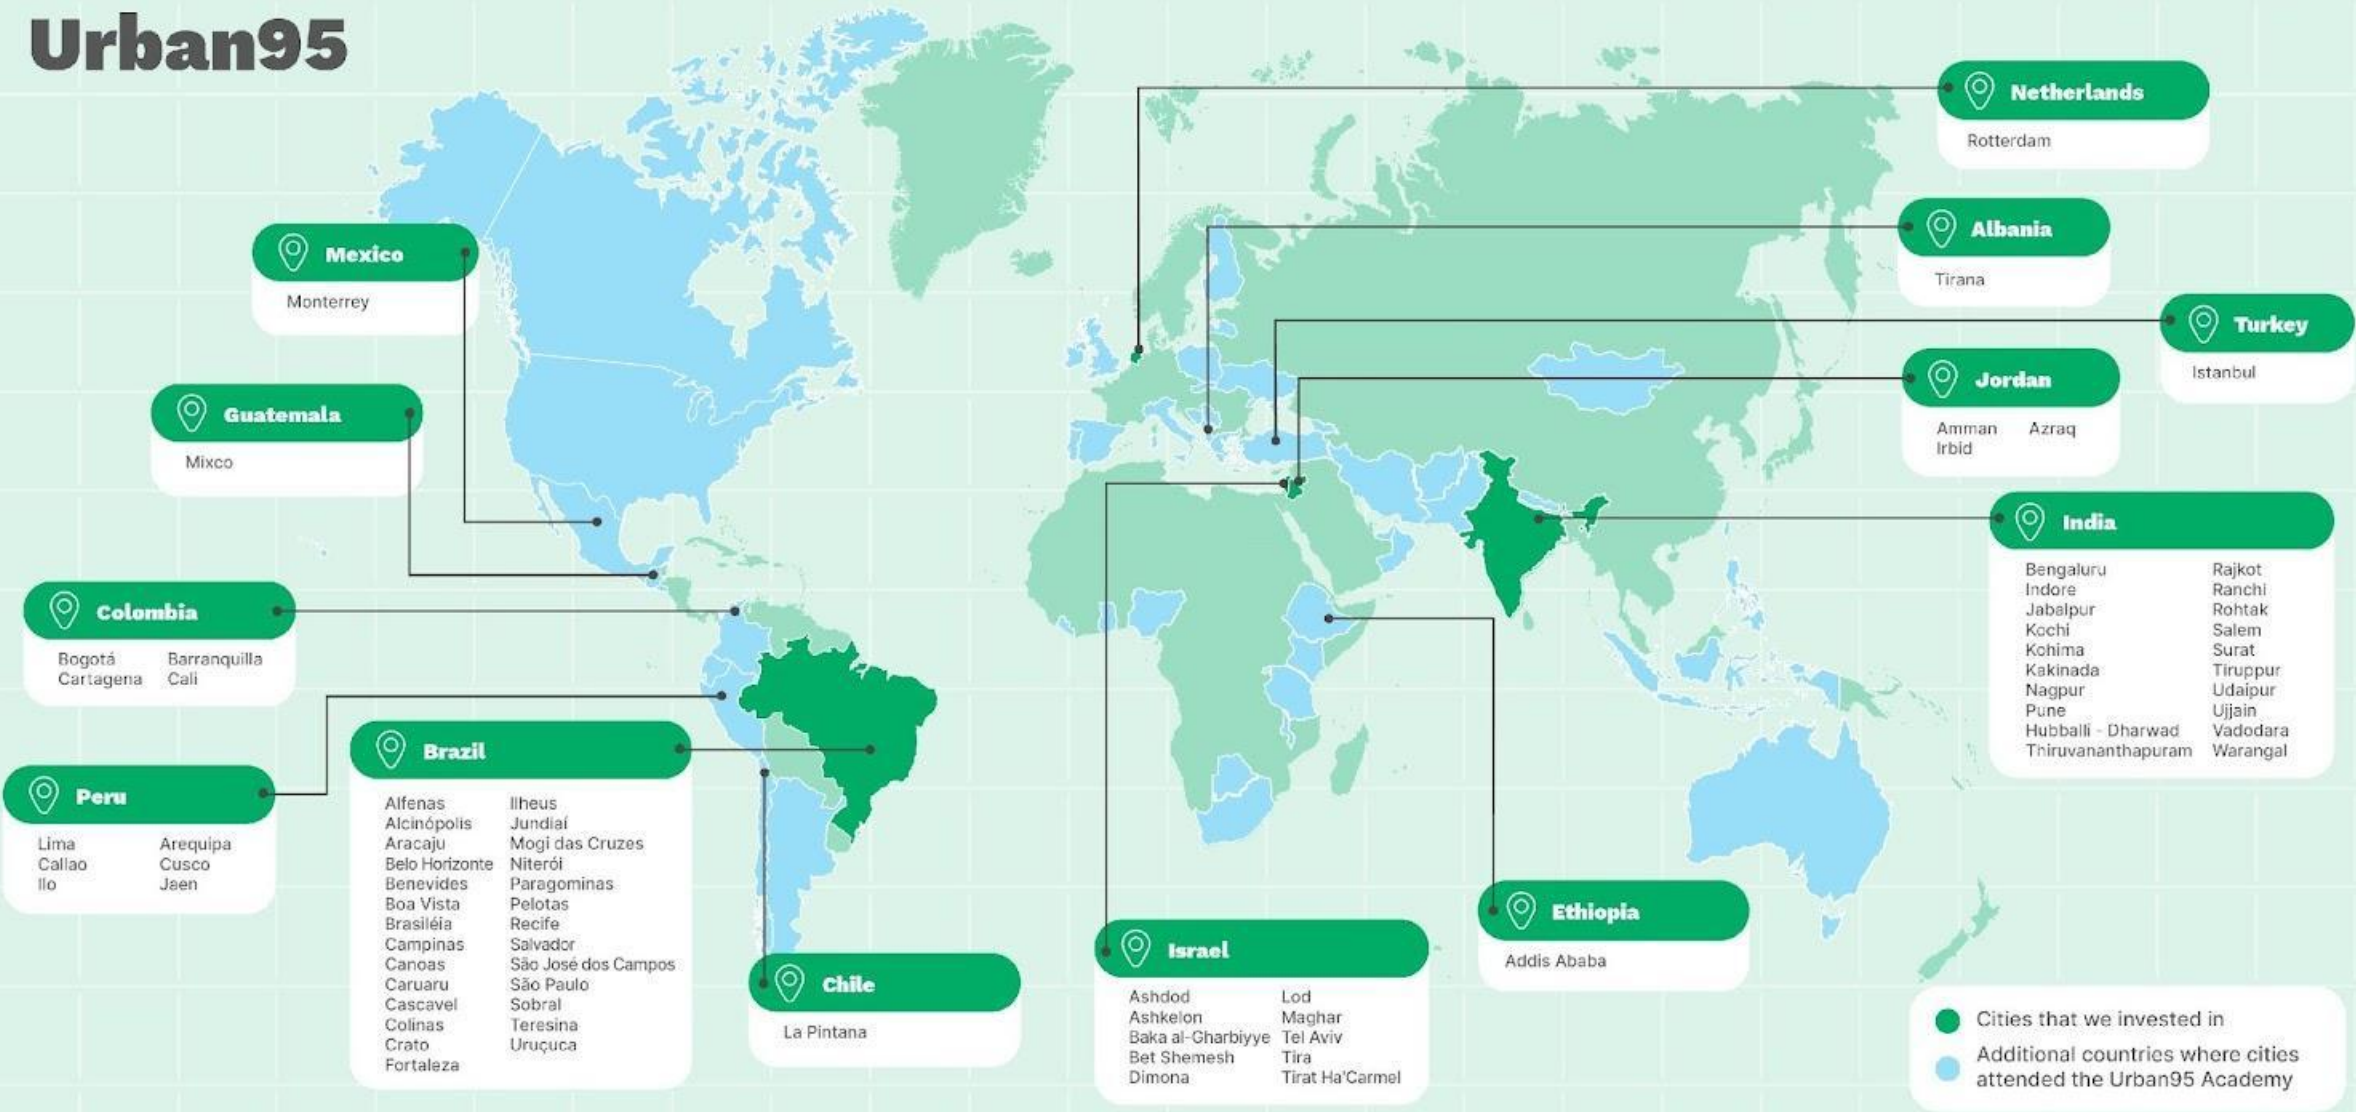 Urban95
Netherlands
Rotterdam
Albania
Tirana
Mexico
Monterrey
Turkey
Istanbul
Jordan
Amman Azraq
Irbid
Guatemala
Mixco
India
Bengaluru Rajkot
Indore Ranchi
Jabalpur Rohtak
Kochi Salem
Kohima Surat
Kakinada Tiruppur
Nagpur Udaipur
Pune Ujjain
Hubballi - Dharwad Vadodara
Thiruvananthapuram Warangal
Colombia
Bogotá Barranquilla
Cartagena Cali
Peru
Lima Arequipa
Callao Cusco
Ilo Jaen
Brazil
Alfenas Ilheus
Alcinópolis Jundiaí
Aracaju Mogi das Cruzes
Belo Horizonte Niterói
Benevides Paragominas
Boa Vista Pelotas
Brasiléia Recife
Campinas Salvador
Canoas São José dos Campos
Caruaru São Paulo
Cascavel Sobral
Colinas Teresina
Crato Uruçuca
Fortaleza
Chile
La Pintana
Israel
Ashdod Lod
Ashkelon Maghar
Baka al-Gharbiyye Tel Aviv
Bet Shemesh Tira
Dimona Tirat Ha'Carmel
Ethiopia
Addis Ababa
Cities that we invested in
Additional countries where cities
attended the Urban95 Academy